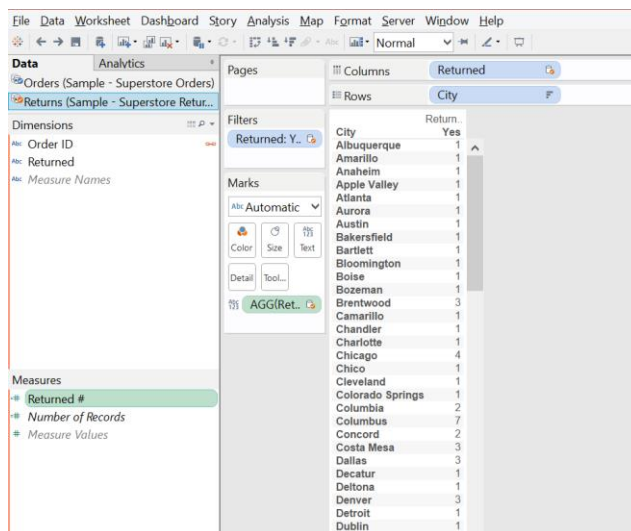 File Data Worksheet Dashboard Story Analysis Map Format Server Window Help
Abc Normal
Data Analytics
Orders (Sample - Superstore Orders)
Returns (Sample - Superstore Retur...
Dimensions
Abc Order ID
Abc Returned
Abc Measure Names
Measures
=# Returned #
=# Number of Records
# Measure Values
Pages
Filters
Returned: Y..
Marks
Abc Automatic
Color Size Text
Detail Tool...
AGG(Ret..
Columns Returned
Rows City
Return..
City Yes
Albuquerque 1
Amarillo 1
Anaheim 1
Apple Valley 1
Atlanta 1
Aurora 1
Austin 1
Bakersfield 1
Bartlett 1
Bloomington 1
Boise 1
Bozeman 1
Brentwood 3
Camarillo 1
Chandler 1
Charlotte 1
Chicago 4
Chico 1
Cleveland 1
Colorado Springs 1
Columbia 2
Columbus 7
Concord 2
Costa Mesa 3
Dallas 3
Decatur 1
Deltona 1
Denver 3
Detroit 1
Dublin 1